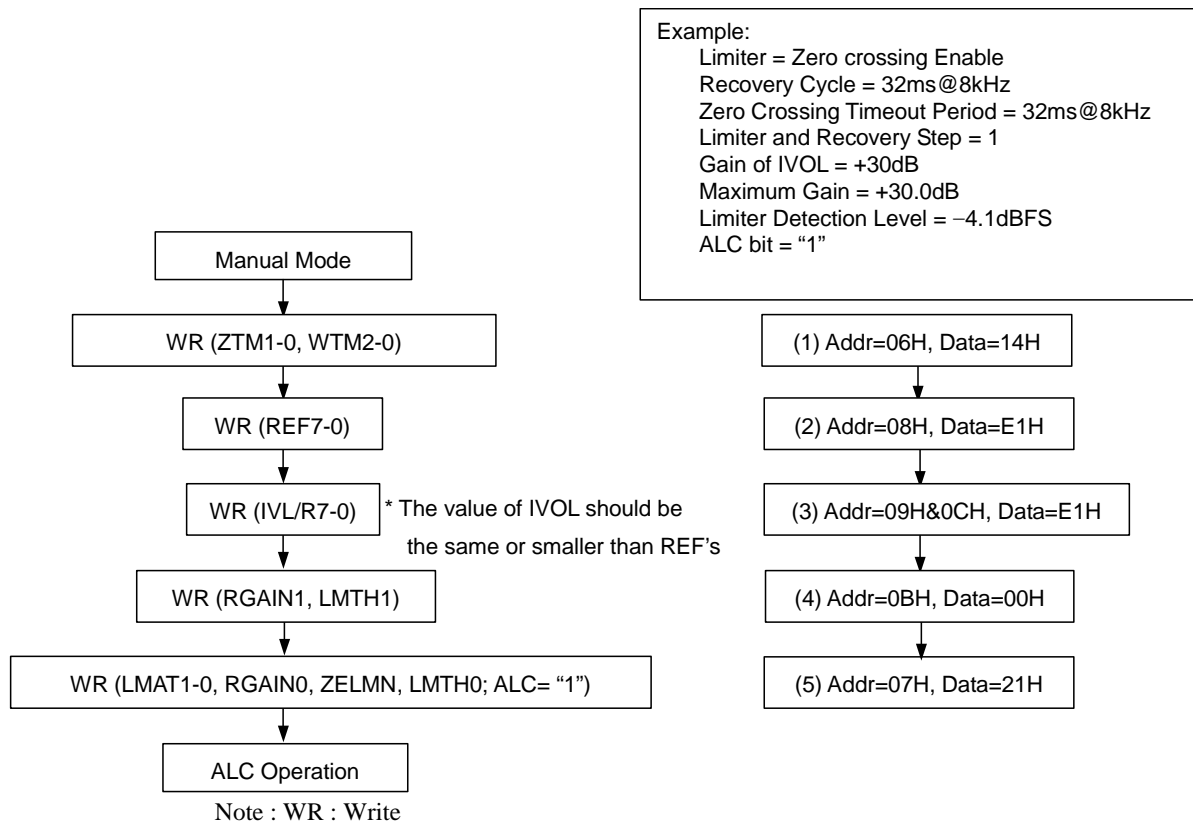 Example:
Limiter = Zero crossing Enable
Recovery Cycle = 32ms@8kHz
Zero Crossing Timeout Period = 32ms@8kHz
Limiter and Recovery Step = 1
Gain of IVOL = +30dB
Maximum Gain = +30.0dB
Limiter Detection Level = −4.1dBFS
ALC bit = “1”
Manual Mode
WR (ZTM1-0, WTM2-0)
WR (REF7-0)
WR (IVL/R7-0)
* The value of IVOL should be
the same or smaller than REF’s
WR (RGAIN1, LMTH1)
WR (LMAT1-0, RGAIN0, ZELMN, LMTH0; ALC= “1”)
ALC Operation
Note : WR : Write
(1) Addr=06H, Data=14H
(2) Addr=08H, Data=E1H
(3) Addr=09H&0CH, Data=E1H
(4) Addr=0BH, Data=00H
(5) Addr=07H, Data=21H